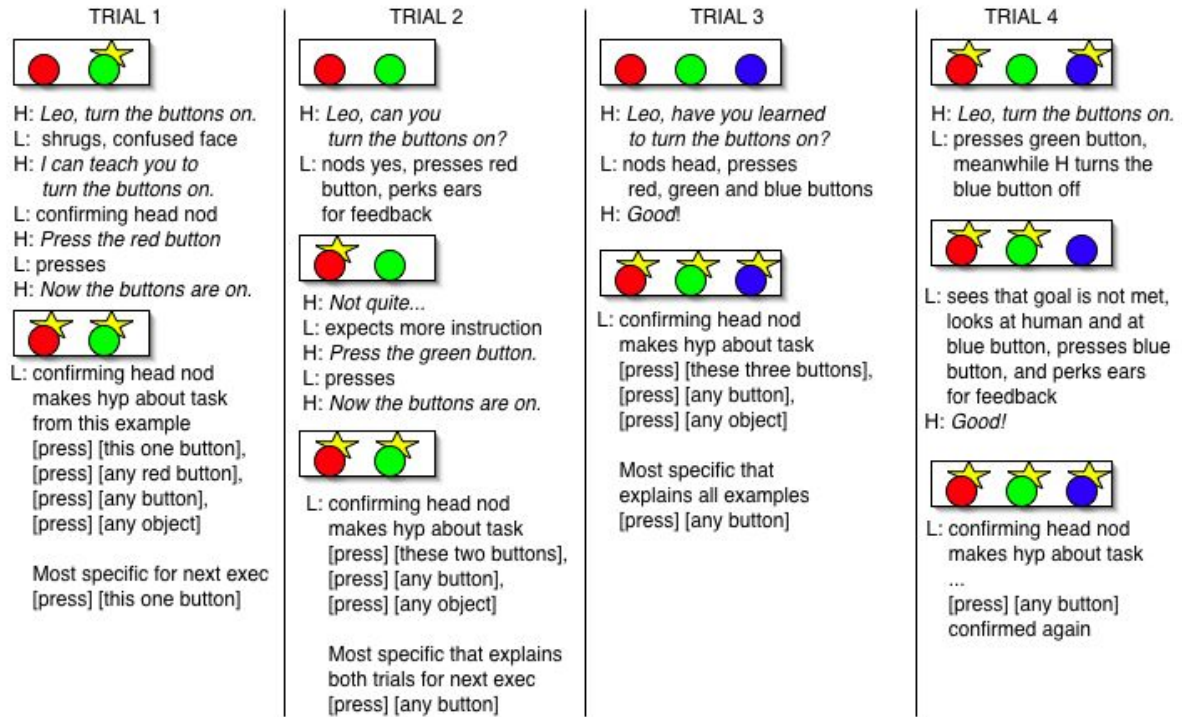 TRIAL 1
H: Leo, turn the buttons on.
L: shrugs, confused face
H: I can teach you to
turn the buttons on.
L: confirming head nod
H: Press the red button
L: presses
H: Now the buttons are on.
L: confirming head nod
makes hyp about task
from this example
[press] [this one button],
[press] [any red button],
[press] [any button],
[press] [any object]
Most specific for next exec
[press] [this one button]
TRIAL 2
H: Leo, can you
turn the buttons on?
L: nods yes, presses red
button, perks ears
for feedback
H: Not quite...
L: expects more instruction
H: Press the green button.
L: presses
H: Now the buttons are on.
L: confirming head nod
makes hyp about task
[press] [these two buttons],
[press] [any button],
[press] [any object]
Most specific that explains
both trials for next exec
[press] [any button]
TRIAL 3
H: Leo, have you learned
to turn the buttons on?
L: nods head, presses
red, green and blue buttons
H: Good!
L: confirming head nod
makes hyp about task
[press] [these three buttons],
[press] [any button],
[press] [any object]
Most specific that
explains all examples
[press] [any button]
TRIAL 4
H: Leo, turn the buttons on.
L: presses green button,
meanwhile H turns the
blue button off
L: sees that goal is not met,
looks at human and at
blue button, presses blue
button, and perks ears
for feedback
H: Good!
L: confirming head nod
makes hyp about task
...
[press] [any button]
confirmed again